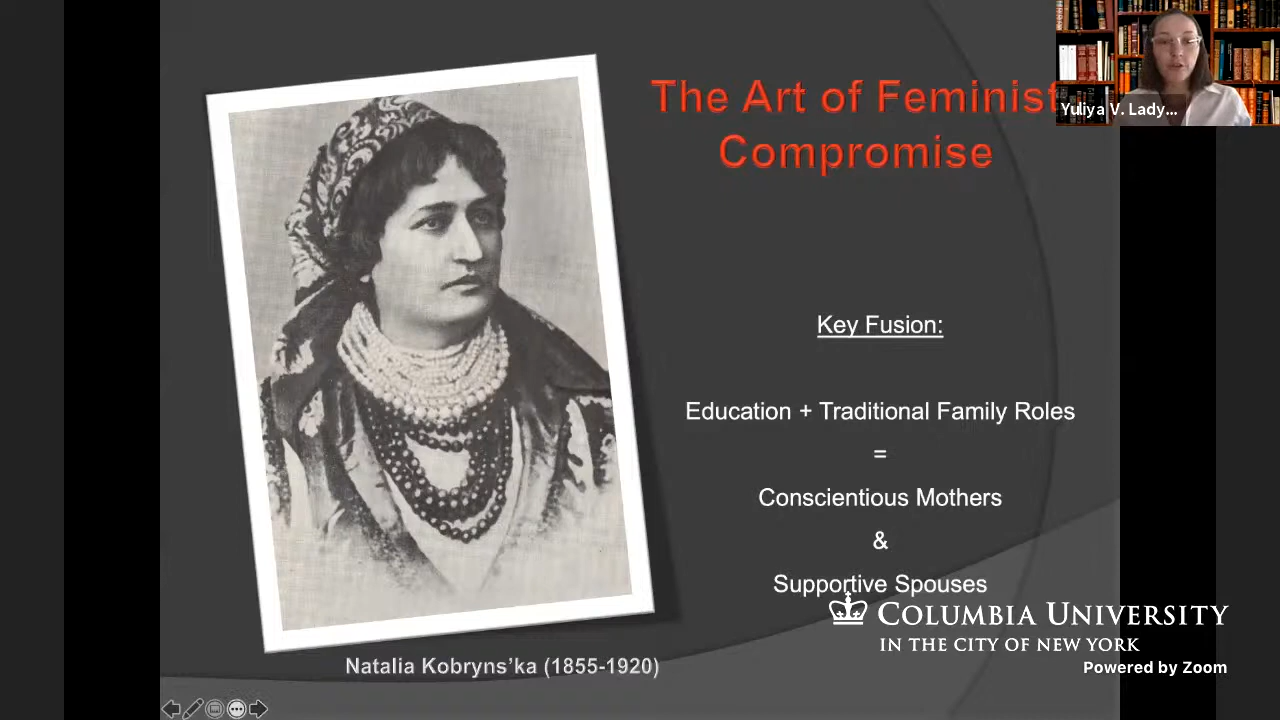 The Art of Feminist
Compromise
Yuliya V. Lady...
Key Fusion:
Education + Traditional Family Roles
=
Conscientious Mothers
&
Supportive Spouses
COLUMBIA UNIVERSITY
IN THE CITY OF NEW YORK
Powered by Zoom
Natalia Kobryns’ka (1855-1920)